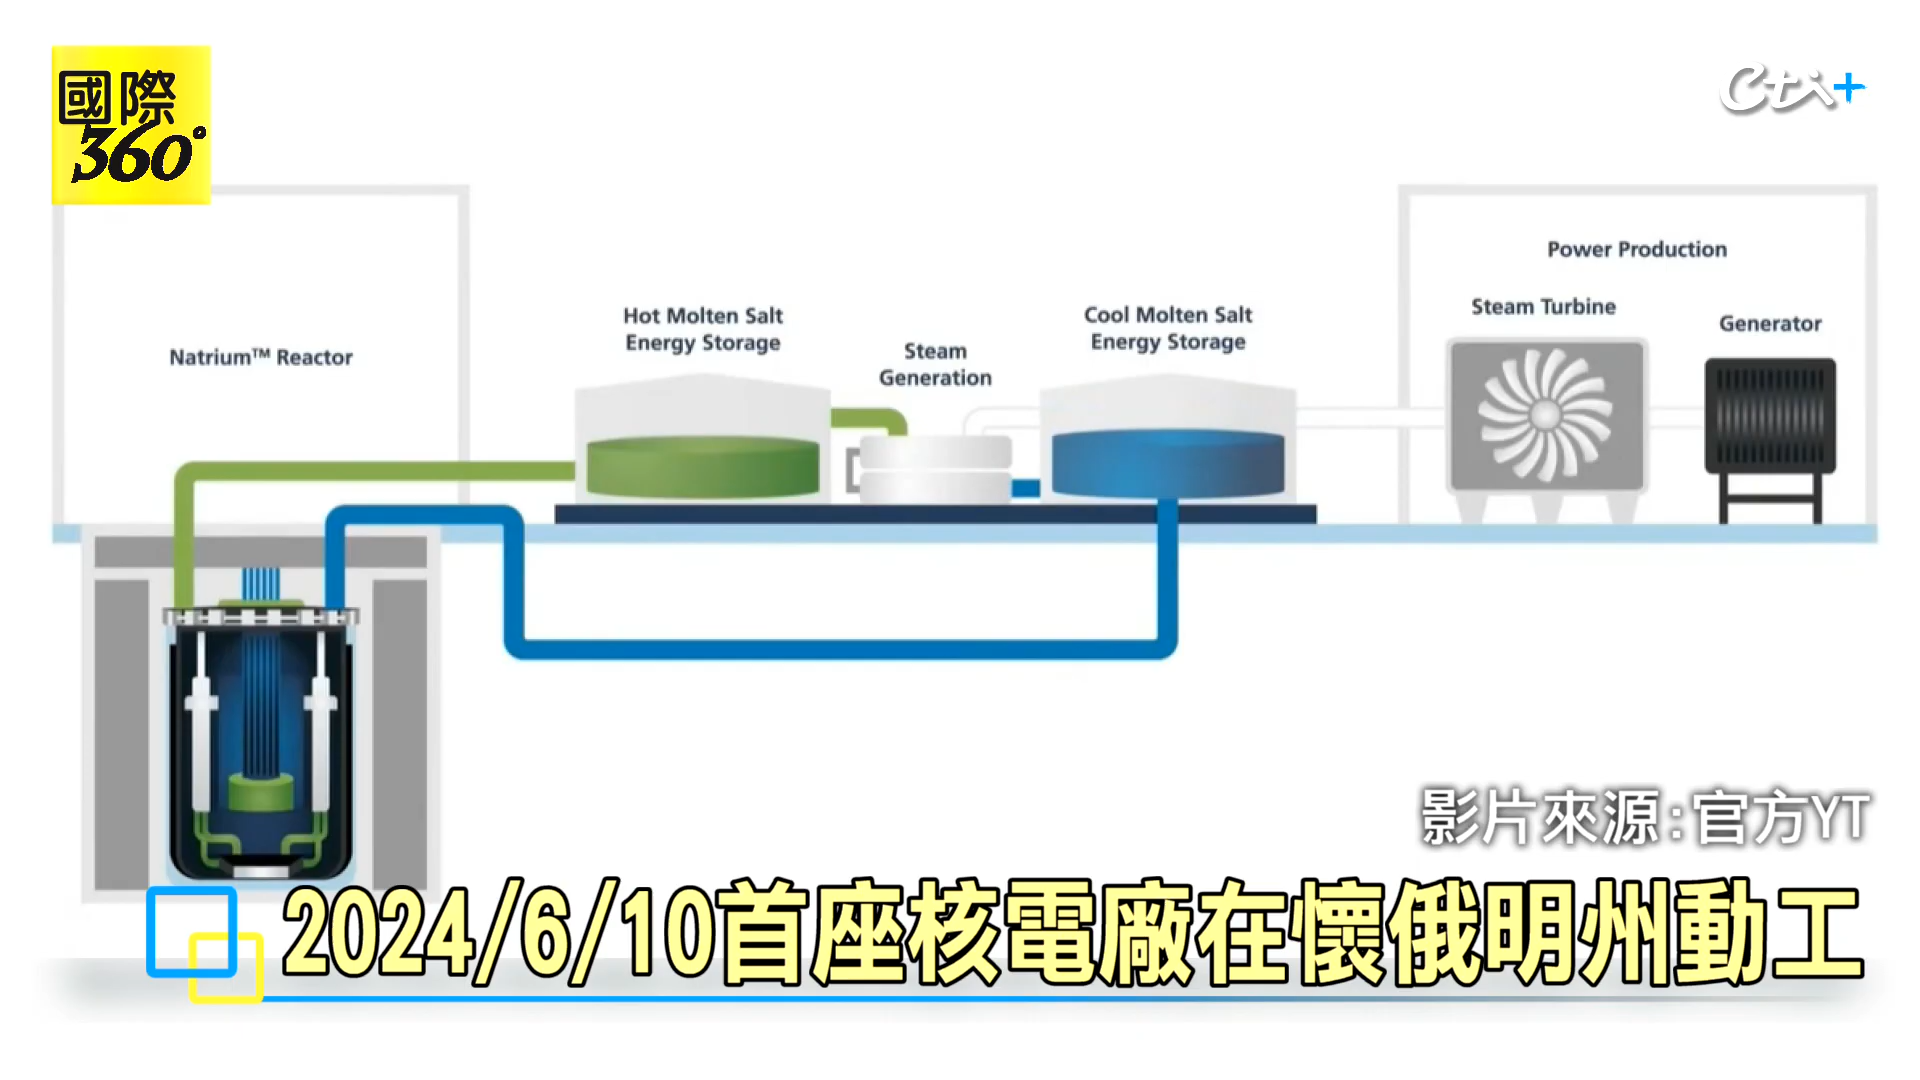 國際
360°
cti+
Natrium™ Reactor
Hot Molten Salt
Energy Storage
Steam
Generation
Cool Molten Salt
Energy Storage
Power Production
Steam Turbine
Generator
影片來源:官方YT
2024/6/10首座核電廠在懷俄明州動工